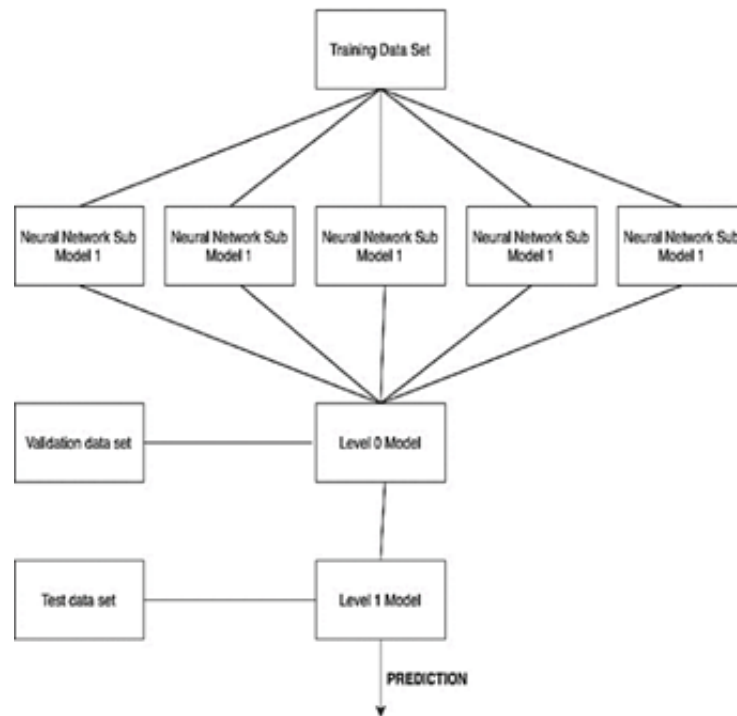 Training Data Set
Neural Network Sub
Model 1
Neural Network Sub
Model 1
Neural Network Sub
Model 1
Neural Network Sub
Model 1
Neural Network Sub
Model 1
Validation data set
Level 0 Model
Test data set
Level 1 Model
PREDICTION